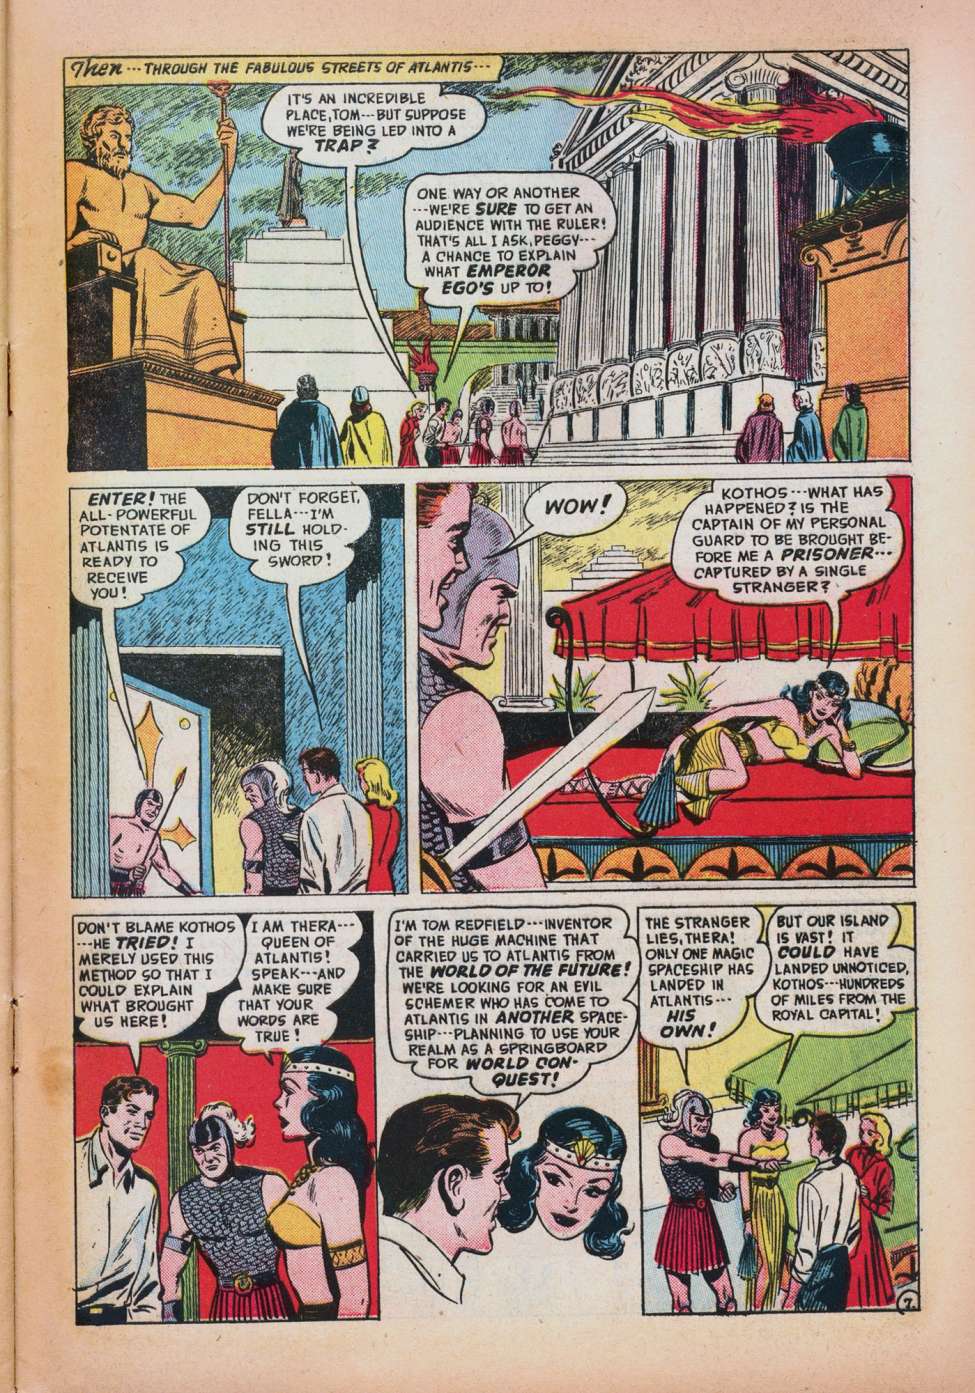 Then --- THROUGH THE FABULOUS STREETS OF ATLANTIS---
IT'S AN INCREDIBLE
PLACE, TOM---BUT SUPPOSE
WE'RE BEING LED INTO A
TRAP?
ONE WAY OR ANOTHER
---WE'RE SURE TO GET AN
AUDIENCE WITH THE RULER!
THAT'S ALL I ASK, PEGGY---
A CHANCE TO EXPLAIN
WHAT EMPEROR
EGO'S UP TO!
ENTER! THE
ALL-POWERFUL
POTENTATE OF
ATLANTIS IS
READY TO
RECEIVE
YOU!
DON'T FORGET,
FELLA---I'M
STILL HOLD-
ING THIS
SWORD!
WOW!
KOTHOS---WHAT HAS
HAPPENED? IS THE
CAPTAIN OF MY PERSONAL
GUARD TO BE BROUGHT BE-
FORE ME A PRISONER---
CAPTURED BY A SINGLE
STRANGER?
DON'T BLAME KOTHOS
---HE TRIED! I
MERELY USED THIS
METHOD SO THAT I
COULD EXPLAIN
WHAT BROUGHT
US HERE!
I AM THERA---
QUEEN OF
ATLANTIS!
SPEAK---AND
MAKE SURE
THAT YOUR
WORDS ARE
TRUE!
I'M TOM REDFIELD---INVENTOR
OF THE HUGE MACHINE THAT
CARRIED US TO ATLANTIS FROM
THE WORLD OF THE FUTURE!
WE'RE LOOKING FOR AN EVIL
SCHEMER WHO HAS COME TO
ATLANTIS IN ANOTHER SPACE-
SHIP---PLANNING TO USE YOUR
REALM AS A SPRINGBOARD
FOR WORLD CON-
QUEST!
THE STRANGER
LIES, THERA!
ONLY ONE MAGIC
SPACESHIP HAS
LANDED IN
ATLANTIS---
HIS
OWN!
BUT OUR ISLAND
IS VAST! IT
COULD HAVE
LANDED UNNOTICED,
KOTHOS---HUNDREDS
OF MILES FROM THE
ROYAL CAPITAL!
7.